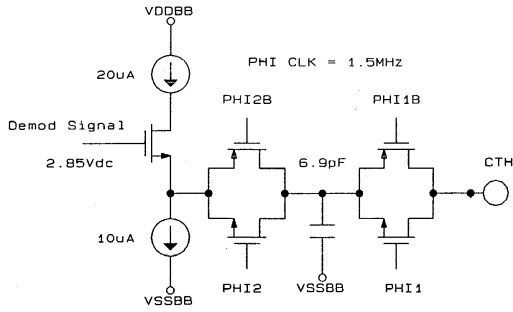 VDDBB
20uA
PHI CLK = 1.5MHz
PHI2B
PHI1B
Demod Signal
2.85Vdc
6.9pF
CTH
10uA
VSSBB
PHI2
VSSBB
PHI1